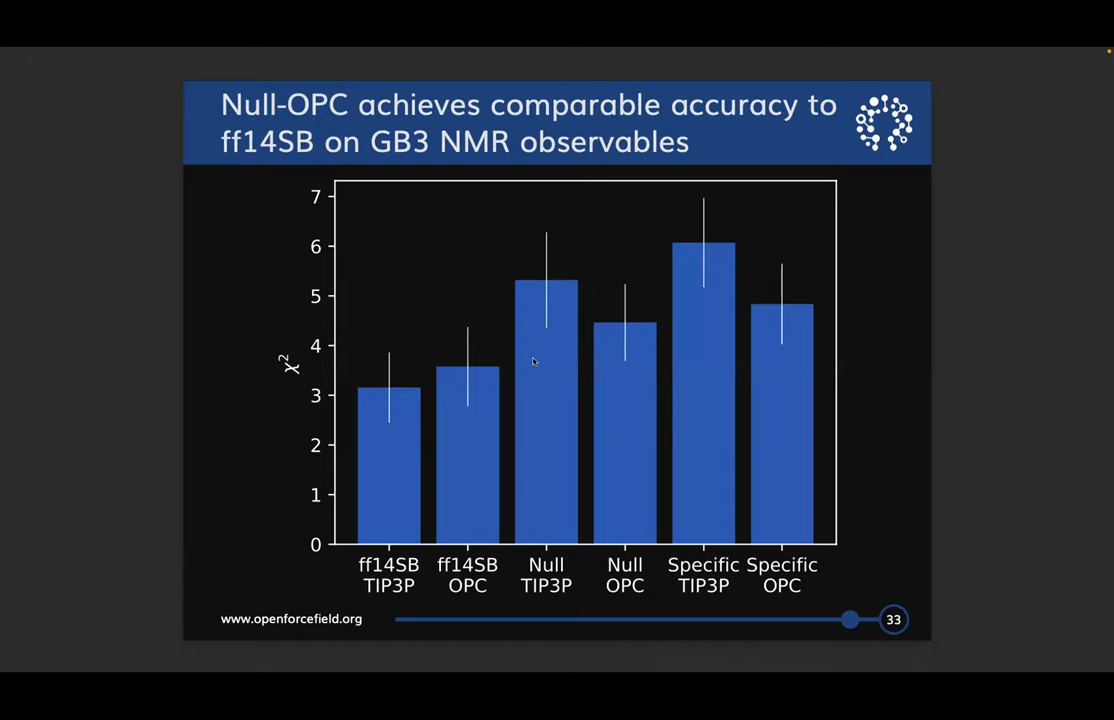 Null-OPC achieves comparable accuracy to
ff14SB on GB3 NMR observables
7
6
5
4
3
2
1
0
χ²
ff14SB TIP3P
ff14SB OPC
Null TIP3P
Null OPC
Specific TIP3P
Specific OPC
www.openforcefield.org
33